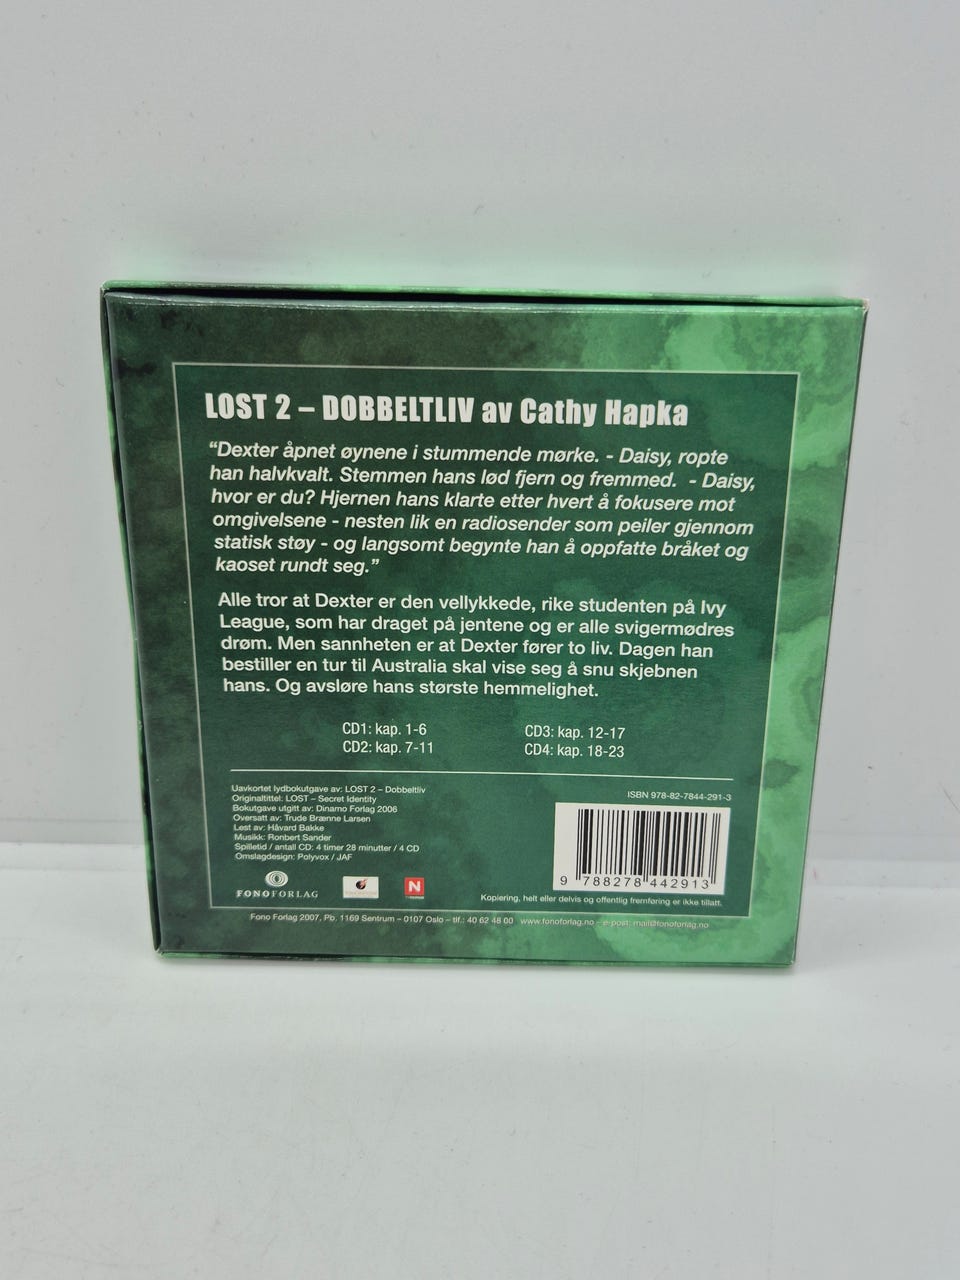 LOST 2 – DOBBELTLIV av Cathy Hapka
“Dexter åpnet øynene i stummende mørke. - Daisy, ropte
han halvkvalt. Stemmen hans lød fjern og fremmed. - Daisy,
hvor er du? Hjernen hans klarte etter hvert å fokusere mot
omgivelsene - nesten lik en radiosender som peiler gjennom
statisk støy - og langsomt begynte han å oppfatte bråket og
kaoset rundt seg.”
Alle tror at Dexter er den vellykkede, rike studenten på Ivy
League, som har draget på jentene og er alle svigermødres
drøm. Men sannheten er at Dexter fører to liv. Dagen han
bestiller en tur til Australia skal vise seg å snu skjebnen
hans. Og avsløre hans største hemmelighet.
CD1: kap. 1-6
CD2: kap. 7-11
CD3: kap. 12-17
CD4: kap. 18-23
Uavkortet lydbokutgave av: LOST 2 – Dobbeltliv
Originaltittel: LOST – Secret Identity
Bokutgave utgitt av: Dinamo Forlag 2006
Oversatt av: Trude Brænne Larsen
Lest av: Håvard Bakke
Musikk: Ronbert Sander
Spilletid / antall CD: 4 timer 28 minutter / 4 CD
Omslagdesign: Polyvox / JAF
ISBN 978-82-7844-291-3
9 788278 442913
FONOFORLAG
N
Kopiering, helt eller delvis og offentlig fremføring er ikke tillatt.
Fono Forlag 2007, Pb. 1169 Sentrum – 0107 Oslo – tlf.: 40 62 48 00 www.fonoforlag.no – e-post: mail@fonoforlag.no